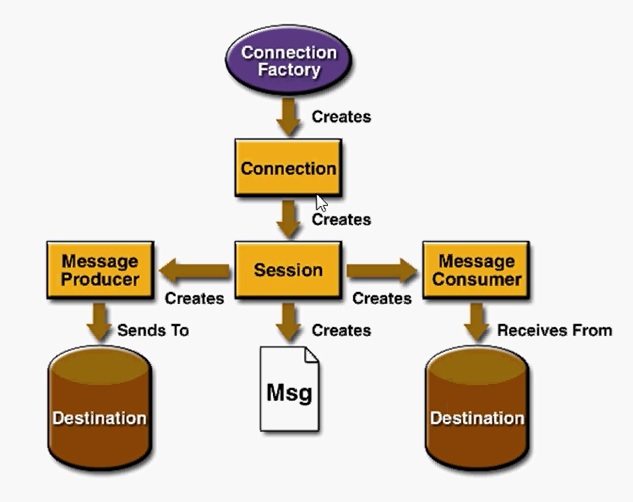 Connection
Factory
Creates
Connection
Creates
Message
Producer
Session
Message
Consumer
Creates
Creates
Sends To
Creates
Receives From
Destination
Msg
Destination